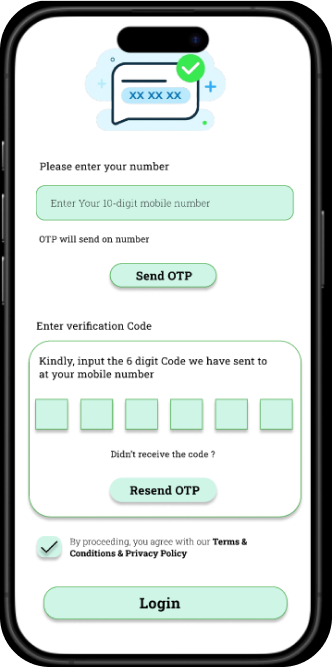 XX XX XX
Please enter your number
Enter Your 10-digit mobile number
OTP will send on number
Send OTP
Enter verification Code
Kindly, input the 6 digit Code we have sent to
at your mobile number
Didn't receive the code ?
Resend OTP
By proceeding, you agree with our Terms &
Conditions & Privacy Policy
Login